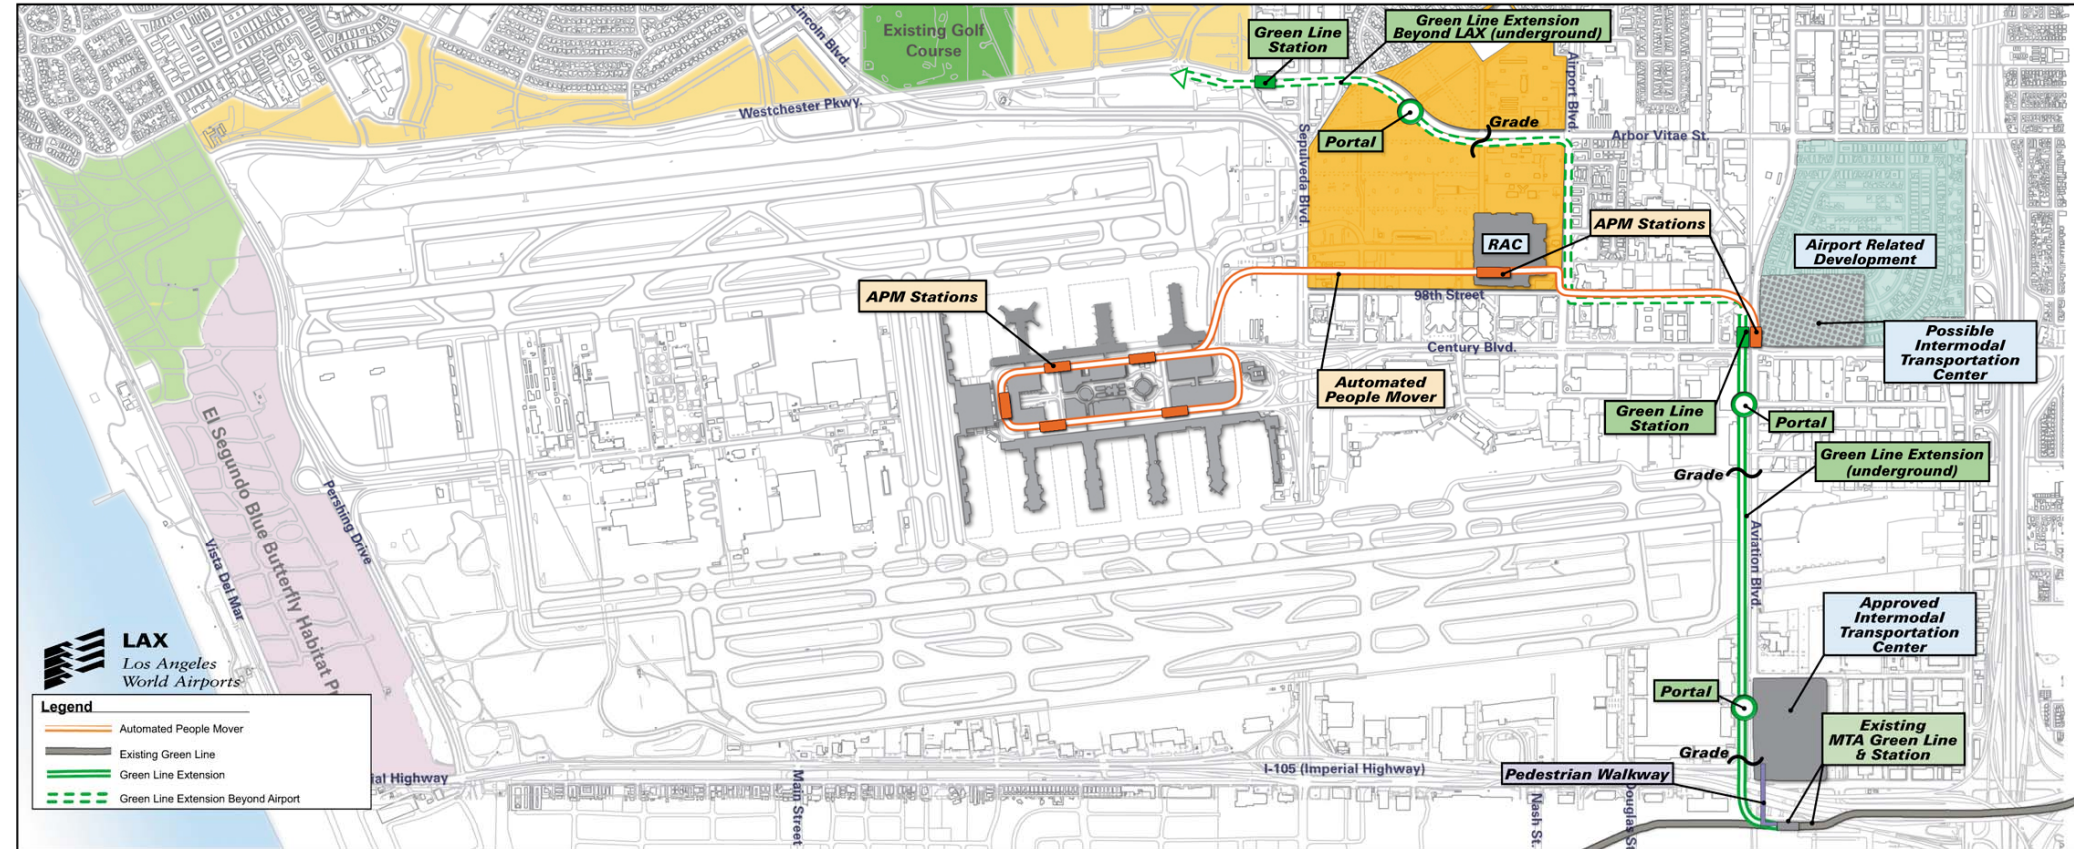 Existing Golf
Course
Lincoln Blvd.
Green Line
Station
Green Line Extension
Beyond LAX (underground)
Airport Blvd.
Westchester Pkwy.
Portal
Grade
Arbor Vitae St.
Sepulveda Blvd.
APM Stations
RAC
Airport Related
Development
APM Stations
98th Street
Century Blvd.
Possible
Intermodal
Transportation
Center
Automated
People Mover
Green Line
Station
Portal
Green Line Extension
(underground)
Grade
El Segundo Blue Butterfly Habitat Pr
Pershing Drive
Vista Del Mar
Aviation Blvd.
Approved
Intermodal
Transportation
Center
LAX
Los Angeles
World Airports
Portal
Existing
MTA Green Line
& Station
Grade
Pedestrian Walkway
Legend
Automated People Mover
Existing Green Line
Green Line Extension
Green Line Extension Beyond Airport
ial Highway
I-105 (Imperial Highway)
Main Street
Nash St.
Douglas St